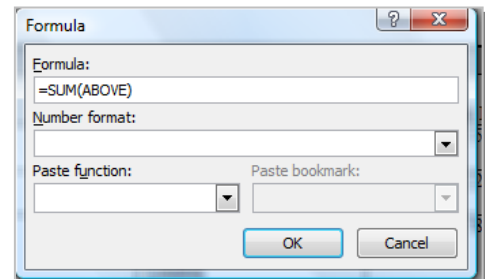 Formula
?
X
Formula:
=SUM(ABOVE)
Number format:
Paste function: Paste bookmark:
OK Cancel